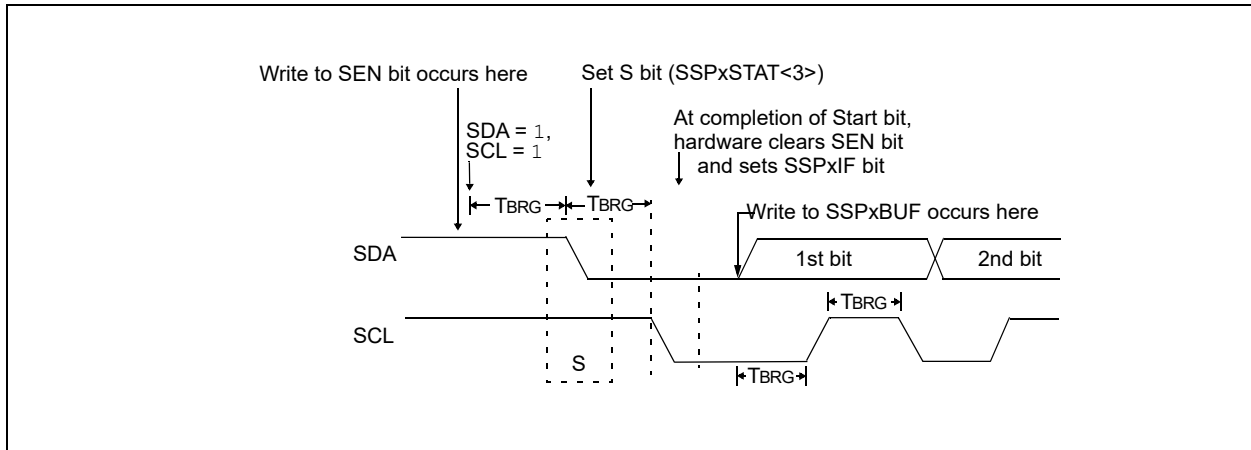 Write to SEN bit occurs here
Set S bit (SSPxSTAT<3>)
SDA = 1,
SCL = 1
At completion of Start bit,
hardware clears SEN bit
and sets SSPxIF bit
TBRG
TBRG
Write to SSPxBUF occurs here
SDA
1st bit
2nd bit
TBRG
SCL
S
TBRG